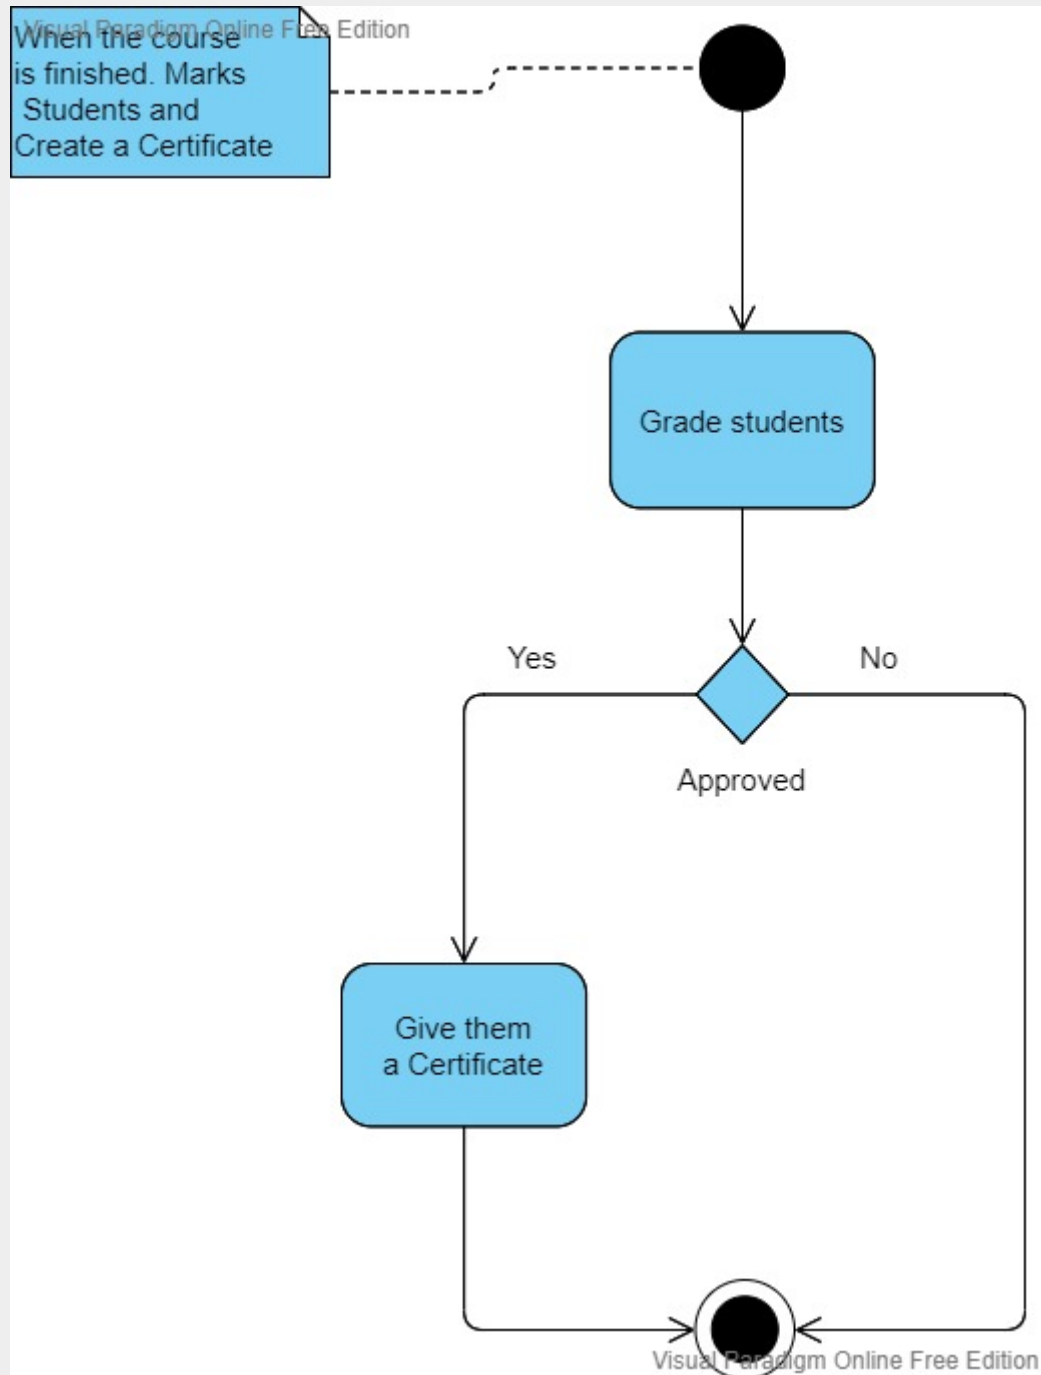 Visual Paradigm Online Free Edition
When the course
is finished. Marks
Students and
Create a Certificate
Grade students
Yes
No
Approved
Give them
a Certificate
Visual Paradigm Online Free Edition